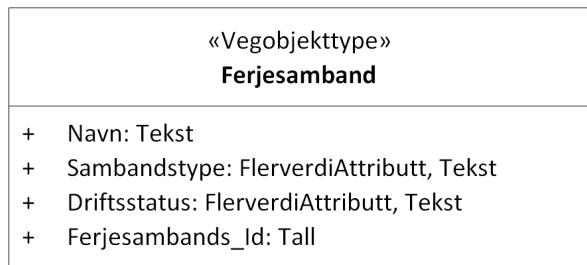 «Vegobjekttype»
Ferjesamband
+ Navn: Tekst
+ Sambandstype: FlerverdiAttributt, Tekst
+ Driftsstatus: FlerverdiAttributt, Tekst
+ Ferjesambands_Id: Tall